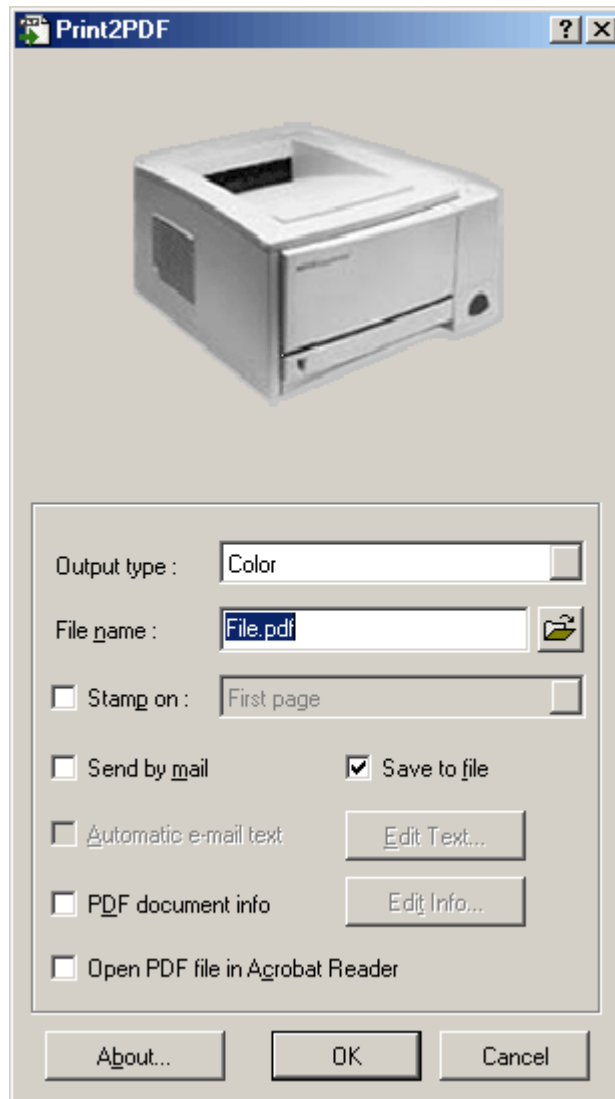 Print2PDF
Output type : Color
File name : File.pdf
Stamp on : First page
Send by mail Save to file
Automatic e-mail text Edit Text...
PDF document info Edit Info...
Open PDF file in Acrobat Reader
About... OK Cancel